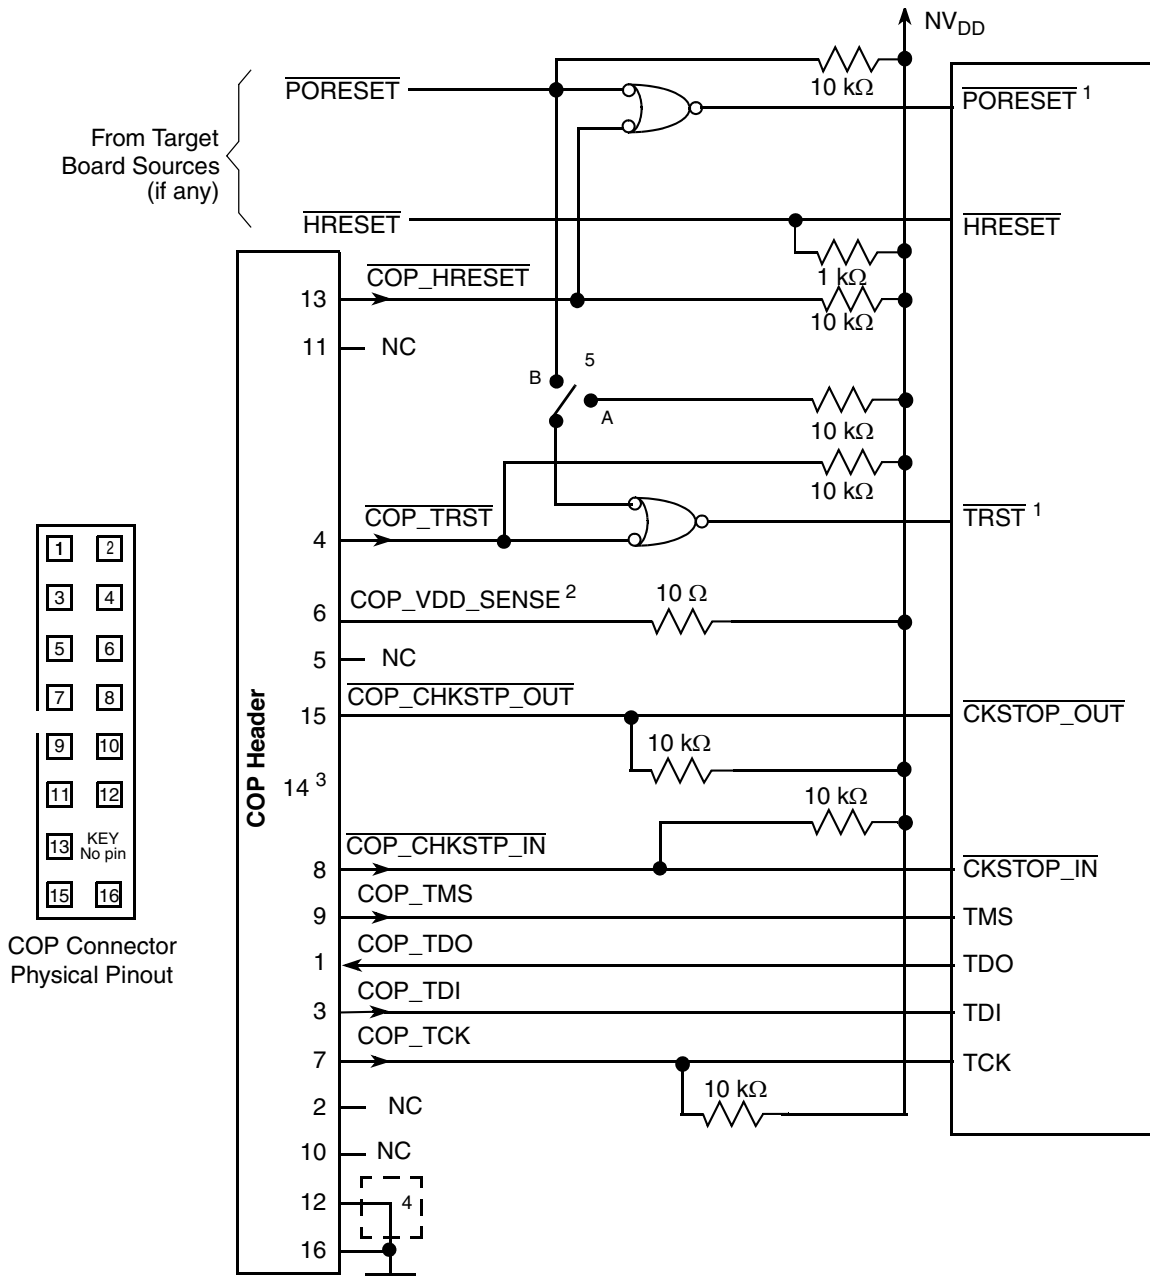 NVDD
10 kΩ
PORESET
PORESET 1
From Target
Board Sources
(if any)
HRESET
HRESET
1 kΩ
13
COP_HRESET
10 kΩ
11
NC
5
B
A
10 kΩ
10 kΩ
4
COP_TRST
TRST 1
6
COP_VDD_SENSE 2
10 Ω
5
NC
15
COP_CHKSTP_OUT
CKSTOP_OUT
10 kΩ
COP Header
14 3
10 kΩ
8
COP_CHKSTP_IN
CKSTOP_IN
9
COP_TMS
TMS
1
COP_TDO
TDO
3
COP_TDI
TDI
7
COP_TCK
TCK
10 kΩ
2
NC
10
NC
12
4
16
1 2
3 4
5 6
7 8
9 10
11 12
13 KEY
No pin
15 16
COP Connector
Physical Pinout